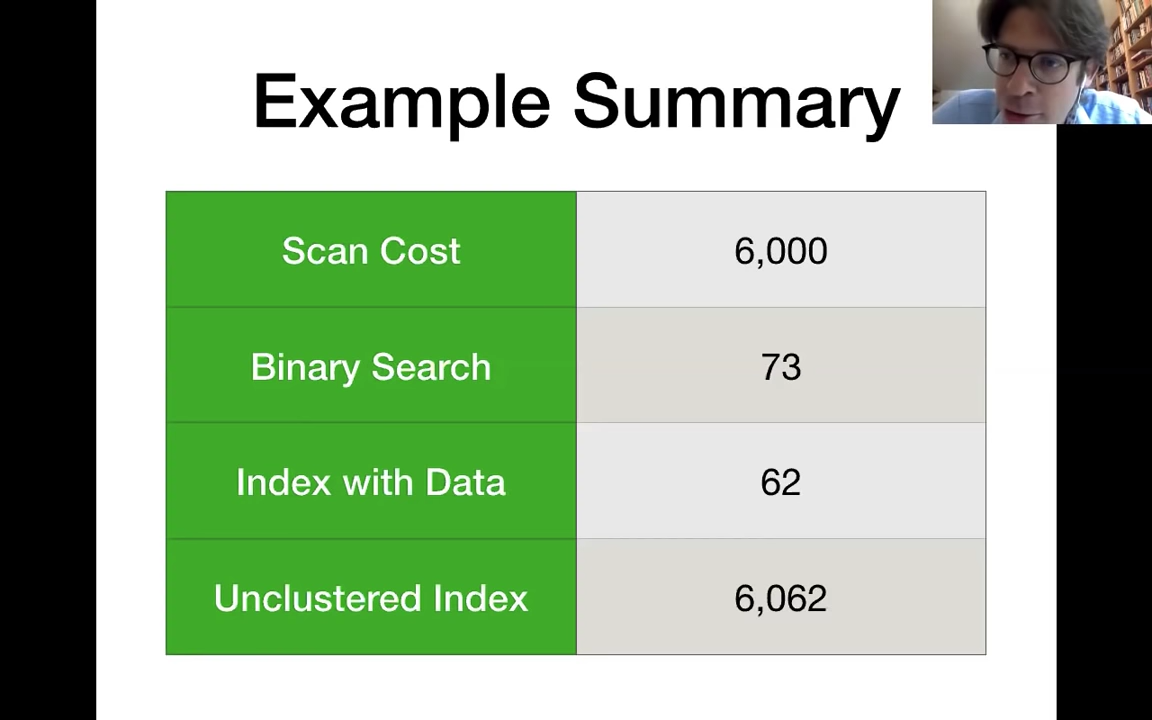 Example Summary
Scan Cost 6,000
Binary Search 73
Index with Data 62
Unclustered Index 6,062